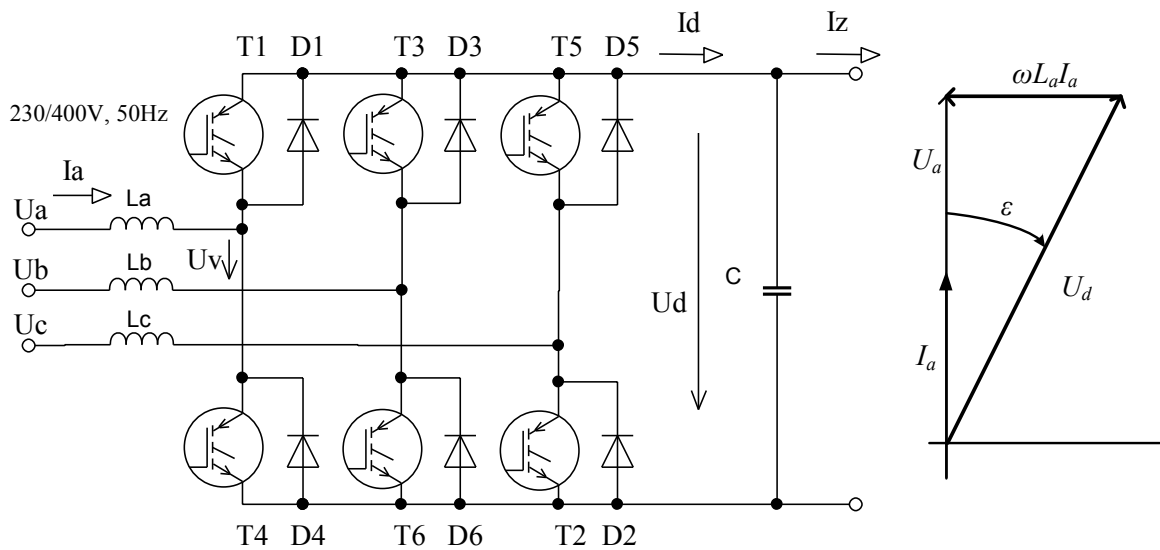 Id Iz
T1 D1 T3 D3 T5 D5
ωLaIa
230/400V, 50Hz
Ia
La
Ua
Ua
ε
Uv
Ub
Lb
C
Ud
Ud
Uc
Lc
Ia
T4 D4 T6 D6 T2 D2